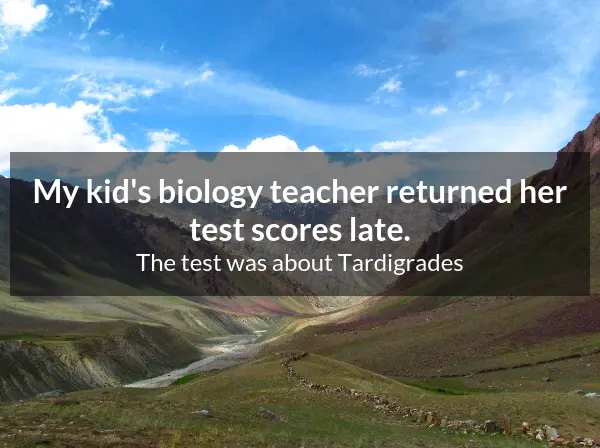 My kid's biology teacher returned her
test scores late.
The test was about Tardigrades